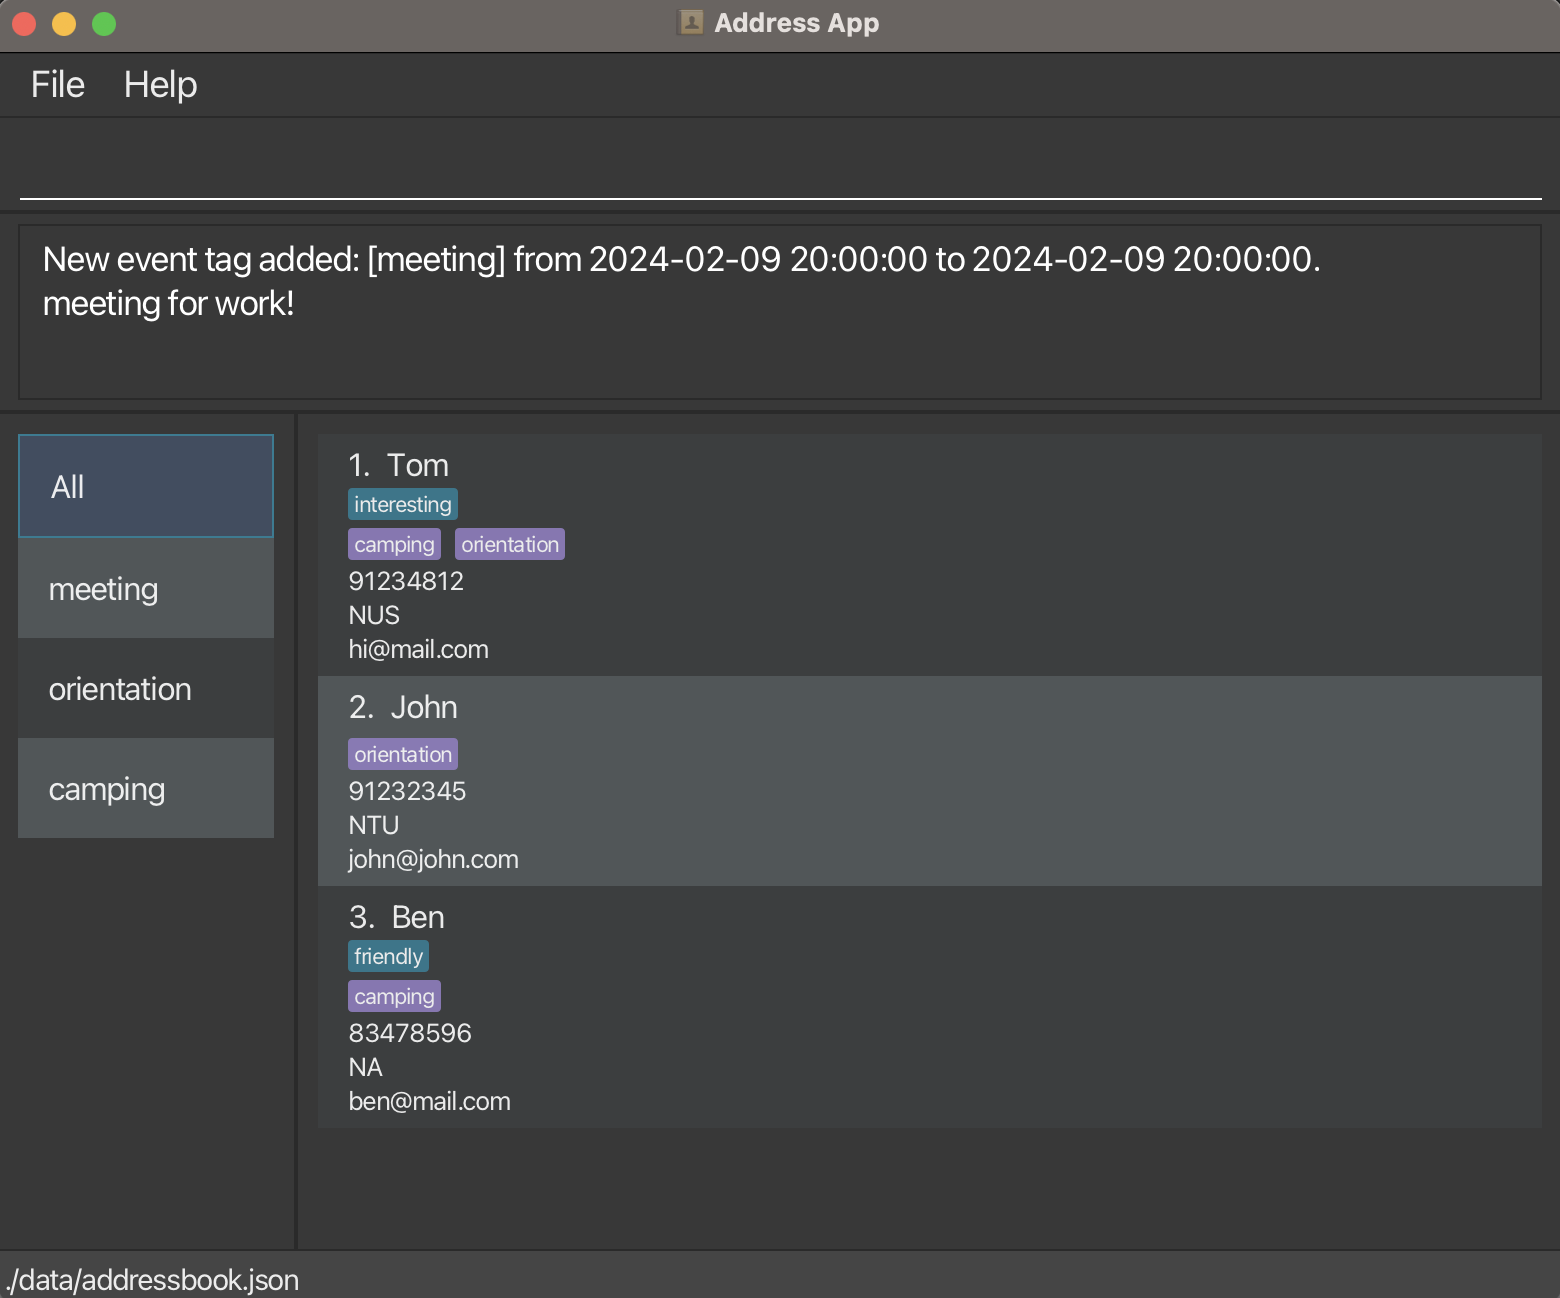 Address App
File Help
New event tag added: [meeting] from 2024-02-09 20:00:00 to 2024-02-09 20:00:00.
meeting for work!
All
meeting
orientation
camping
1. Tom
interesting
camping orientation
91234812
NUS
hi@mail.com
2. John
orientation
91232345
NTU
john@john.com
3. Ben
friendly
camping
83478596
NA
ben@mail.com
./data/addressbook.json